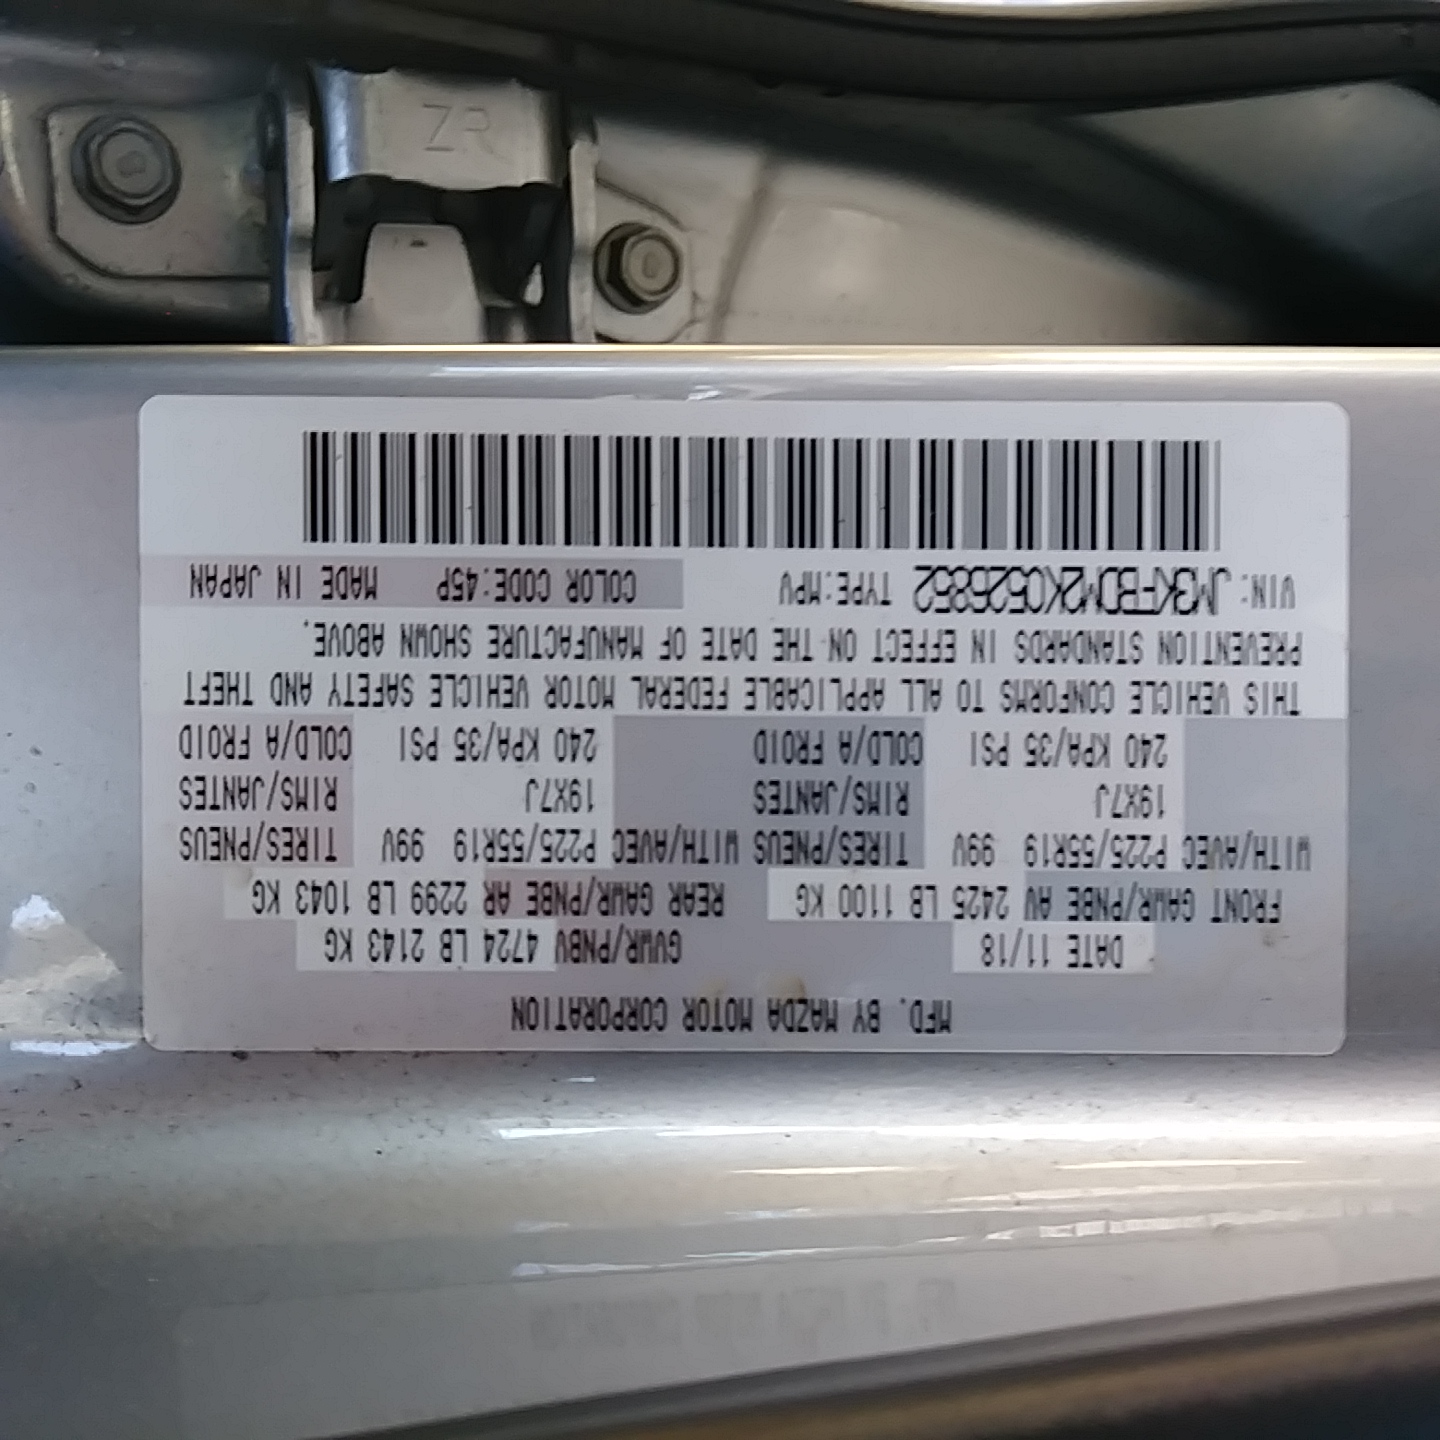 MFD. BY MAZDA MOTOR CORPORATION
DATE 11/18 GVWR/PNBV 4724 LB 2143 KG
FRONT GAWR/PNBE AV 2425 LB 1100 KG REAR GAWR/PNBE AR 2299 LB 1043 KG
WITH/AVEC P225/55R19 99V TIRES/PNEUS WITH/AVEC P225/55R19 99V TIRES/PNEUS
19X7J RIMS/JANTES 19X7J RIMS/JANTES
240 KPA/35 PSI COLD/A FROID 240 KPA/35 PSI COLD/A FROID
THIS VEHICLE CONFORMS TO ALL APPLICABLE FEDERAL MOTOR VEHICLE SAFETY AND THEFT
PREVENTION STANDARDS IN EFFECT ON THE DATE OF MANUFACTURE SHOWN ABOVE.
VIN: JM3KFBDM2K0526852 TYPE:MPV COLOR CODE:45P MADE IN JAPAN
ZR